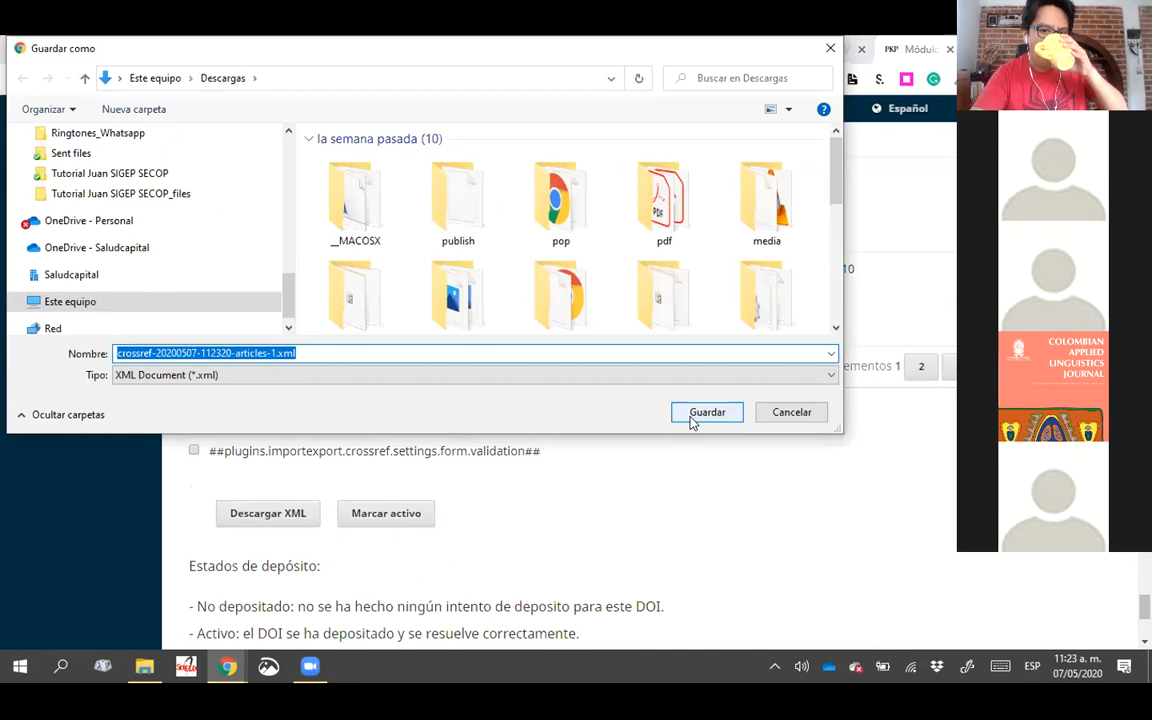 Guardar como
PKP Módul
Este equipo > Descargas >
Buscar en Descargas
S.
Organizar
Nueva carpeta
Español
Ringtones_Whatsapp
Sent files
Tutorial Juan SIGEP SECOP
Tutorial Juan SIGEP SECOP_files
OneDrive - Personal
OneDrive - Saludcapital
Saludcapital
Este equipo
Red
la semana pasada (10)
__MACOSX
publish
pop
PDF
pdf
media
10
Nombre: crossref-20200507-112320-articles-1.xml
Tipo: XML Document (*.xml)
ementos 1 2
Ocultar carpetas
Guardar
Cancelar
##plugins.importexport.crossref.settings.form.validation##
Descargar XML
Marcar activo
Estados de depósito:
- No depositado: no se ha hecho ningún intento de deposito para este DOI.
- Activo: el DOI se ha depositado y se resuelve correctamente.
COLOMBIAN
APPLIED
LINGUISTICS
JOURNAL
ESP
11:23 a. m.
07/05/2020